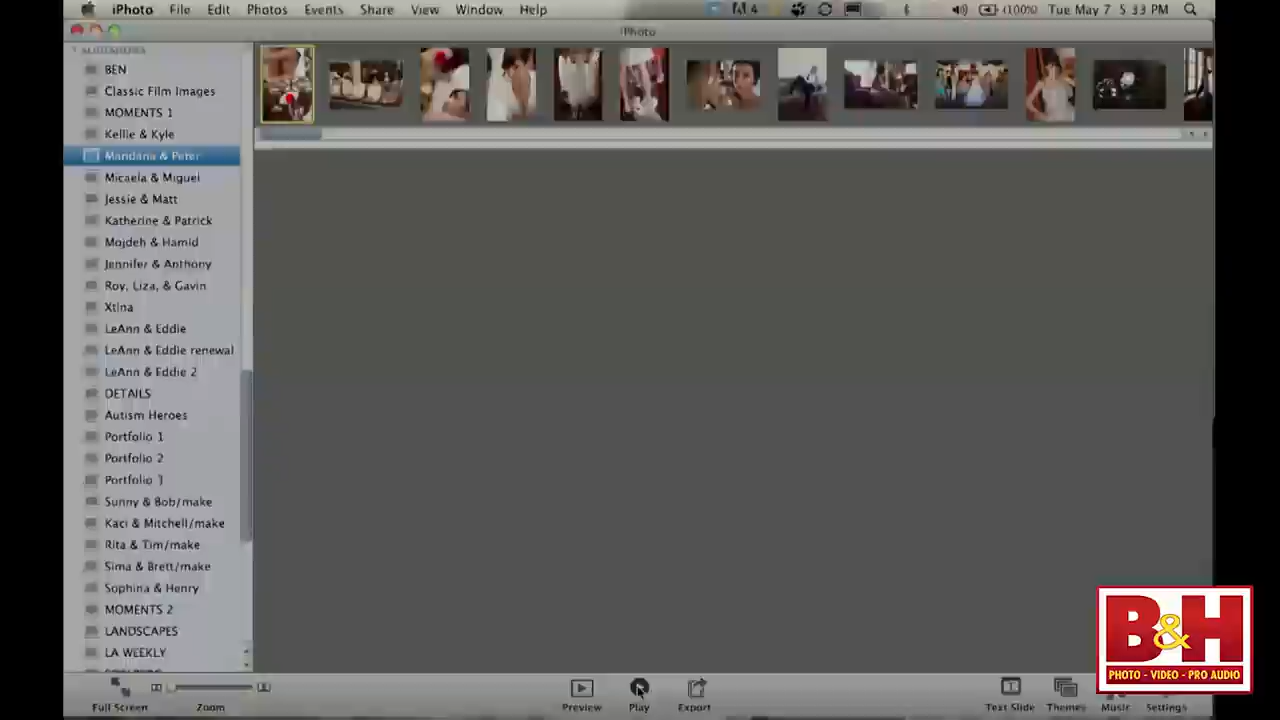 iPhoto File Edit Photos Events Share View Window Help 4 (100%) Tue May 7 5:33 PM
iPhoto
SLIDESHOWS
BEN
Classic Film Images
MOMENTS 1
Kellie & Kyle
Mandana & Peter
Micaela & Miguel
Jessie & Matt
Katherine & Patrick
Mojdeh & Hamid
Jennifer & Anthony
Roy, Liza, & Gavin
Xtina
LeAnn & Eddie
LeAnn & Eddie renewal
LeAnn & Eddie 2
DETAILS
Autism Heroes
Portfolio 1
Portfolio 2
Portfolio 3
Sunny & Bob/make
Kaci & Mitchell/make
Rita & Tim/make
Sima & Brett/make
Sophina & Henry
MOMENTS 2
LANDSCAPES
LA WEEKLY
Full Screen Zoom Preview Play Export Text Slide Themes Music Settings
B&H
PHOTO - VIDEO - PRO AUDIO